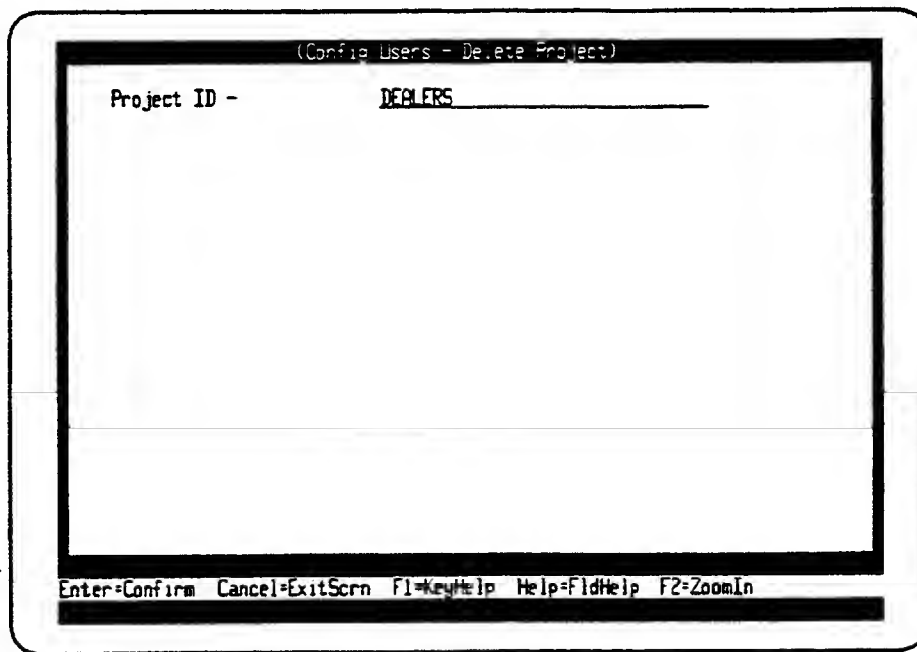 (Config Users - Delete Project)
Project ID - DEALERS
Enter=Confirm Cancel=ExitScrn F1=KeyHelp Help=FldHelp F2=ZoomIn